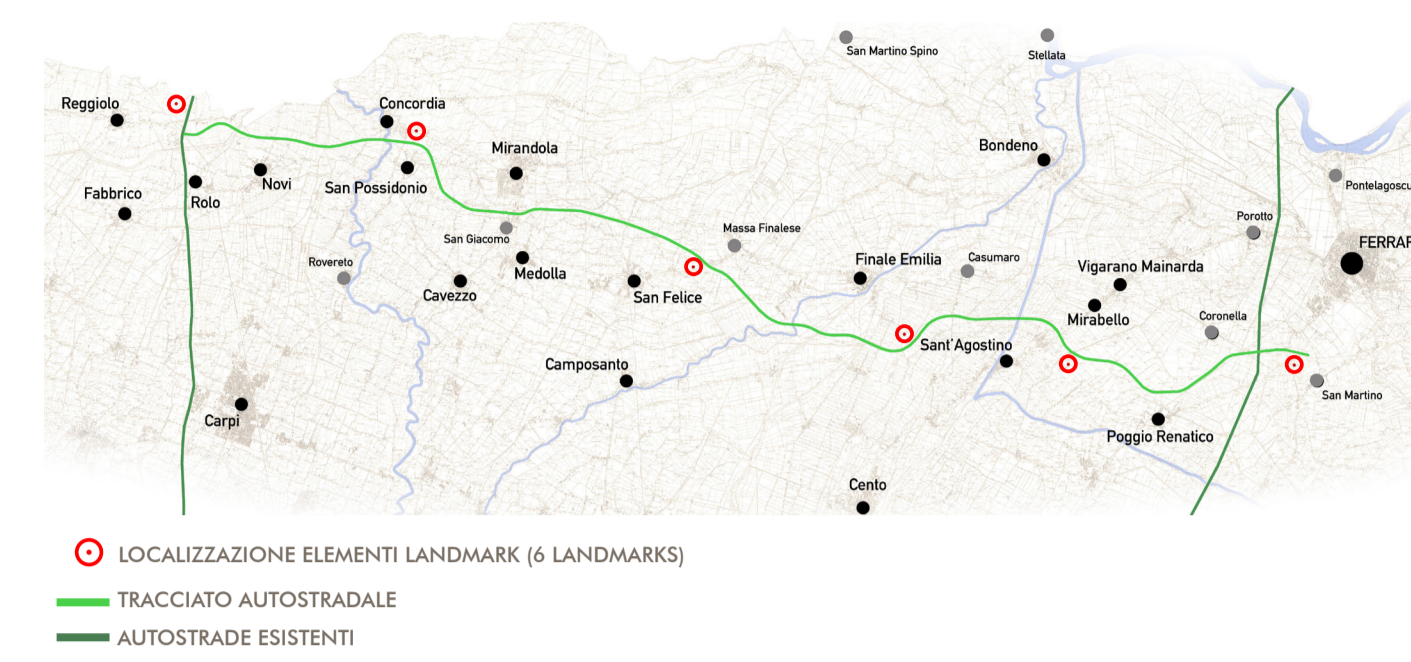 San Martino Spino
Stellata
Reggiolo
Concordia
Mirandola
Bondeno
Fabbrico
Rolo
Novi
San Possidonio
Pontelagoscu
Porotto
San Giacomo
Massa Finalese
FERRAR
Rovereto
Medolla
Finale Emilia
Casumaro
Vigarano Mainarda
Cavezzo
San Felice
Mirabello
Coronella
Sant'Agostino
Camposanto
San Martino
Carpi
Poggio Renatico
Cento
LOCALIZZAZIONE ELEMENTI LANDMARK (6 LANDMARKS)
TRACCIATO AUTOSTRADALE
AUTOSTRADE ESISTENTI